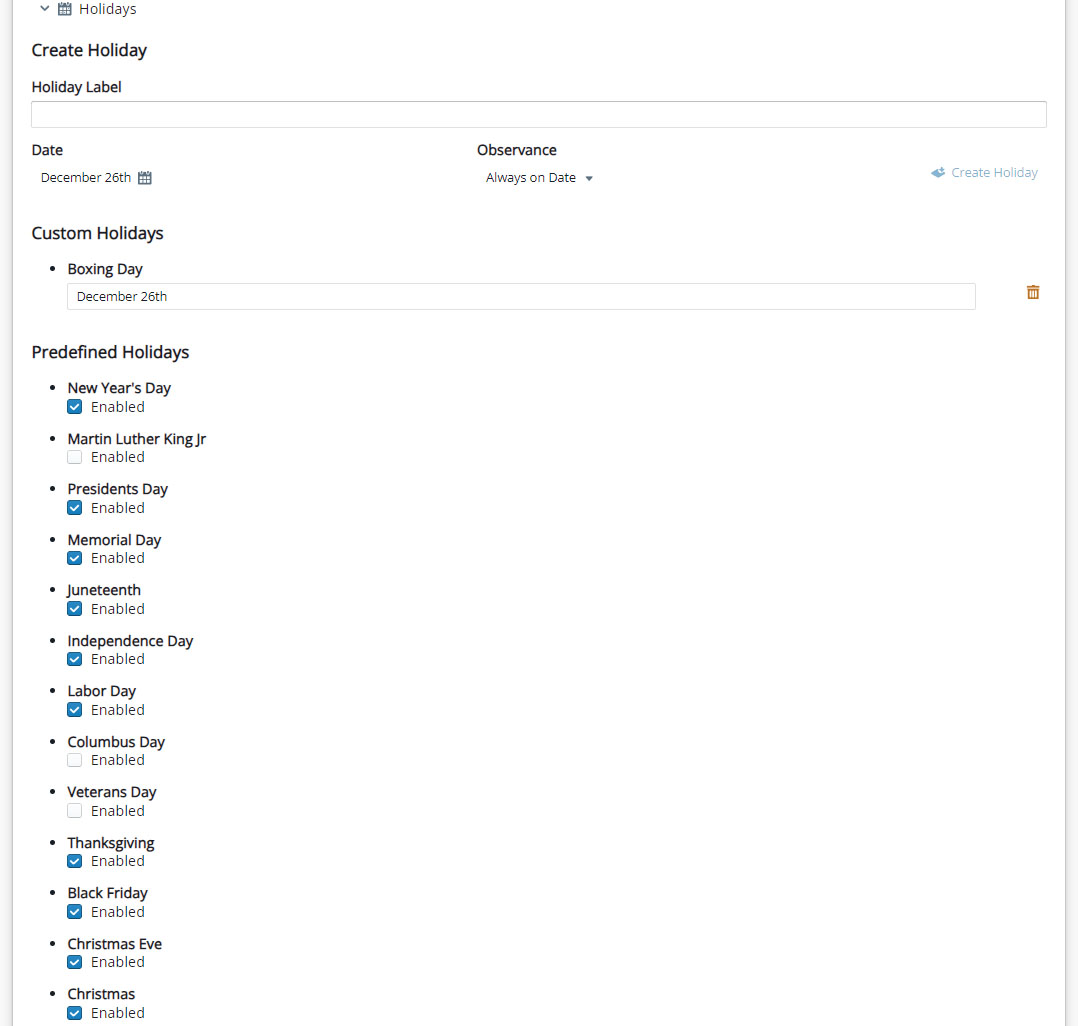 Holidays
Create Holiday
Holiday Label
Date
Observance
December 26th
Always on Date
Create Holiday
Custom Holidays
Boxing Day
December 26th
Predefined Holidays
New Year's Day
Enabled
Martin Luther King Jr
Enabled
Presidents Day
Enabled
Memorial Day
Enabled
Juneteenth
Enabled
Independence Day
Enabled
Labor Day
Enabled
Columbus Day
Enabled
Veterans Day
Enabled
Thanksgiving
Enabled
Black Friday
Enabled
Christmas Eve
Enabled
Christmas
Enabled